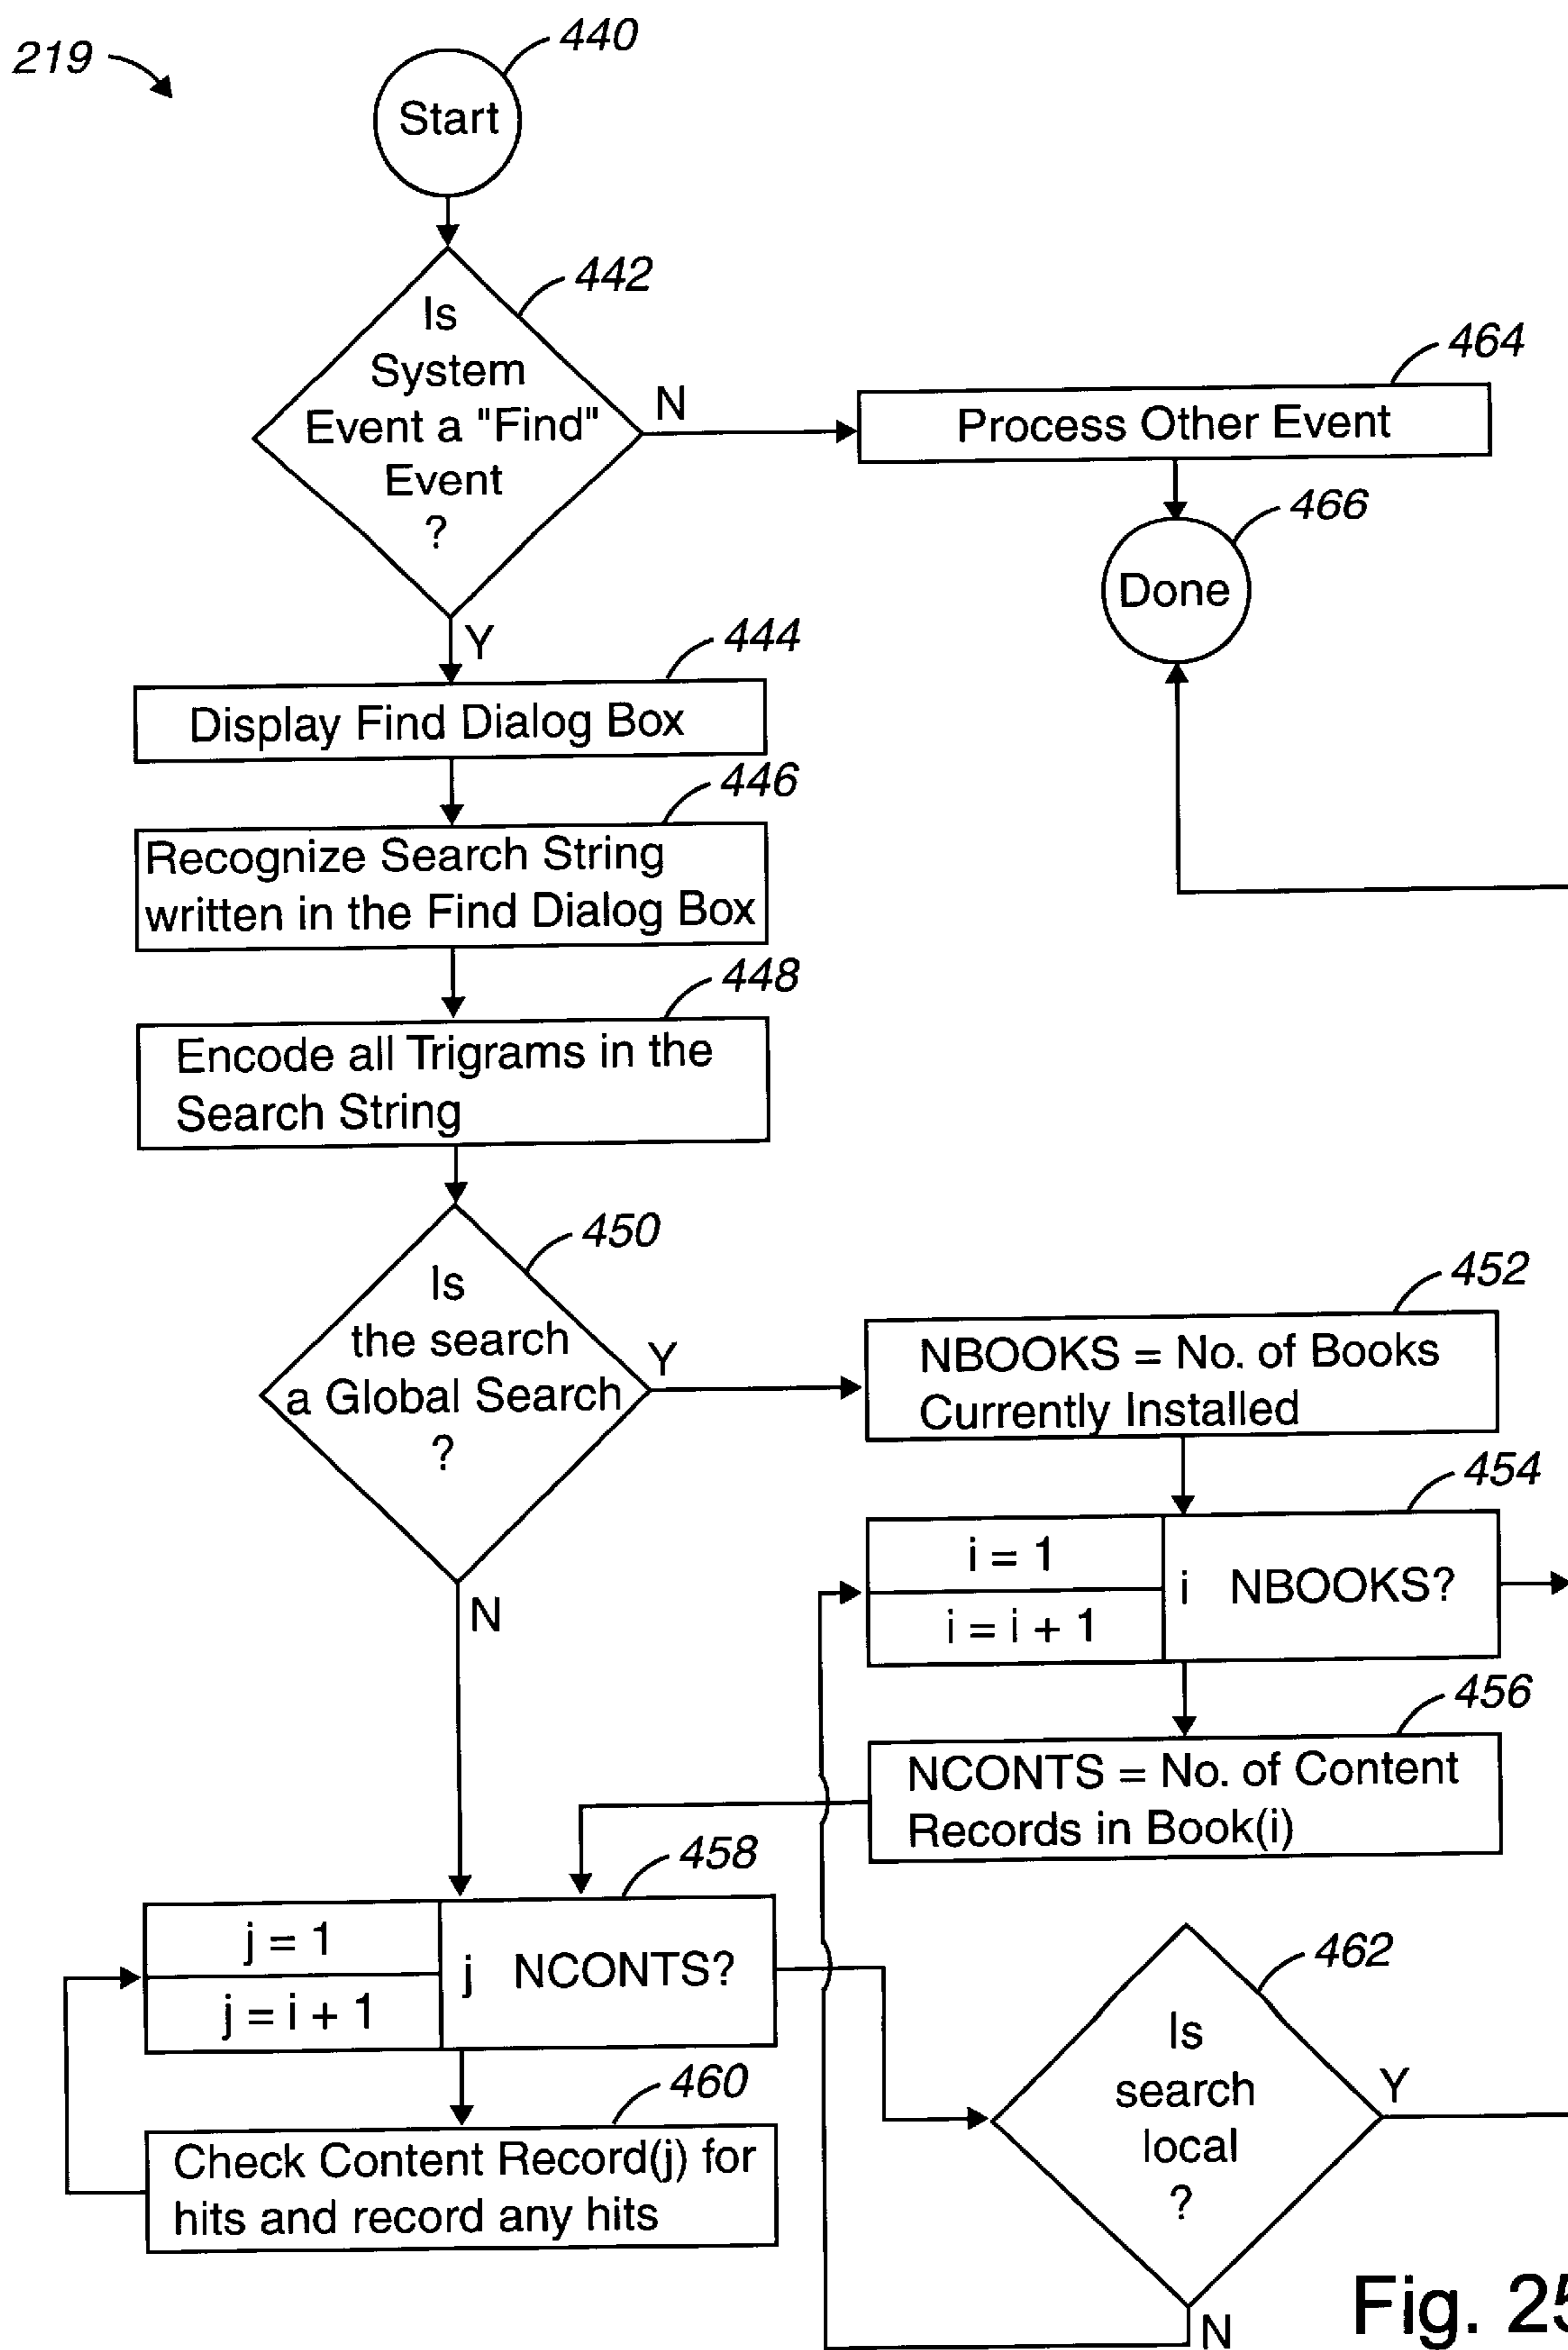 219
440
Start
442
Is
System
Event a "Find"
Event
?
N
464
Process Other Event
466
Done
Y
444
Display Find Dialog Box
446
Recognize Search String
written in the Find Dialog Box
448
Encode all Trigrams in the
Search String
450
Is
the search
a Global Search
?
Y
452
NBOOKS = No. of Books
Currently Installed
454
i = 1
i NBOOKS?
i = i + 1
N
456
NCONTS = No. of Content
Records in Book(i)
458
j = 1
j NCONTS?
j = i + 1
460
Check Content Record(j) for
hits and record any hits
462
Is
search
local
?
Y
N
Fig. 25